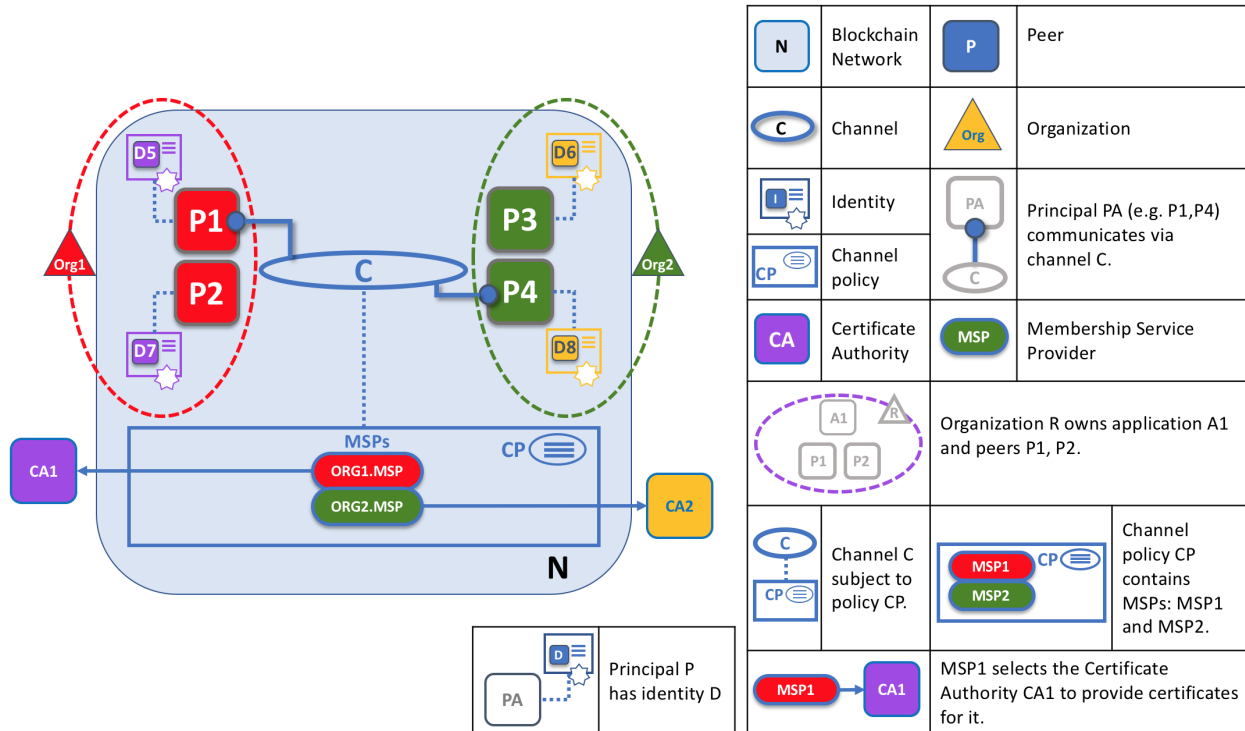 D5
D6
P1
P3
Org1
C
Org2
P2
P4
D7
D8
MSPs
CP
CA1
ORG1.MSP
ORG2.MSP
CA2
N
D
PA
Principal P
has identity D
N
Blockchain
Network
P
Peer
C
Channel
Org
Organization
I
Identity
PA
C
Principal PA (e.g. P1,P4)
communicates via
channel C.
CP
Channel
policy
CA
Certificate
Authority
MSP
Membership Service
Provider
A1
R
P1
P2
Organization R owns application A1
and peers P1, P2.
C
CP
Channel C
subject to
policy CP.
MSP1
MSP2
CP
Channel
policy CP
contains
MSPs: MSP1
and MSP2.
MSP1
CA1
MSP1 selects the Certificate
Authority CA1 to provide certificates
for it.